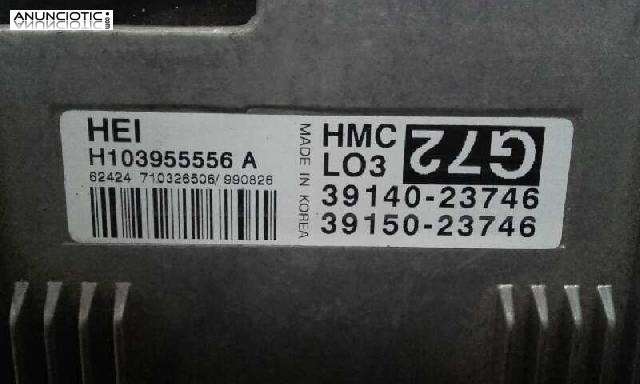 ANUNCIOTIC.com
HEI
H103955556 A
62424 710326506/990826
MADE IN KOREA
HMC
LO3
G72
39140-23746
39150-23746